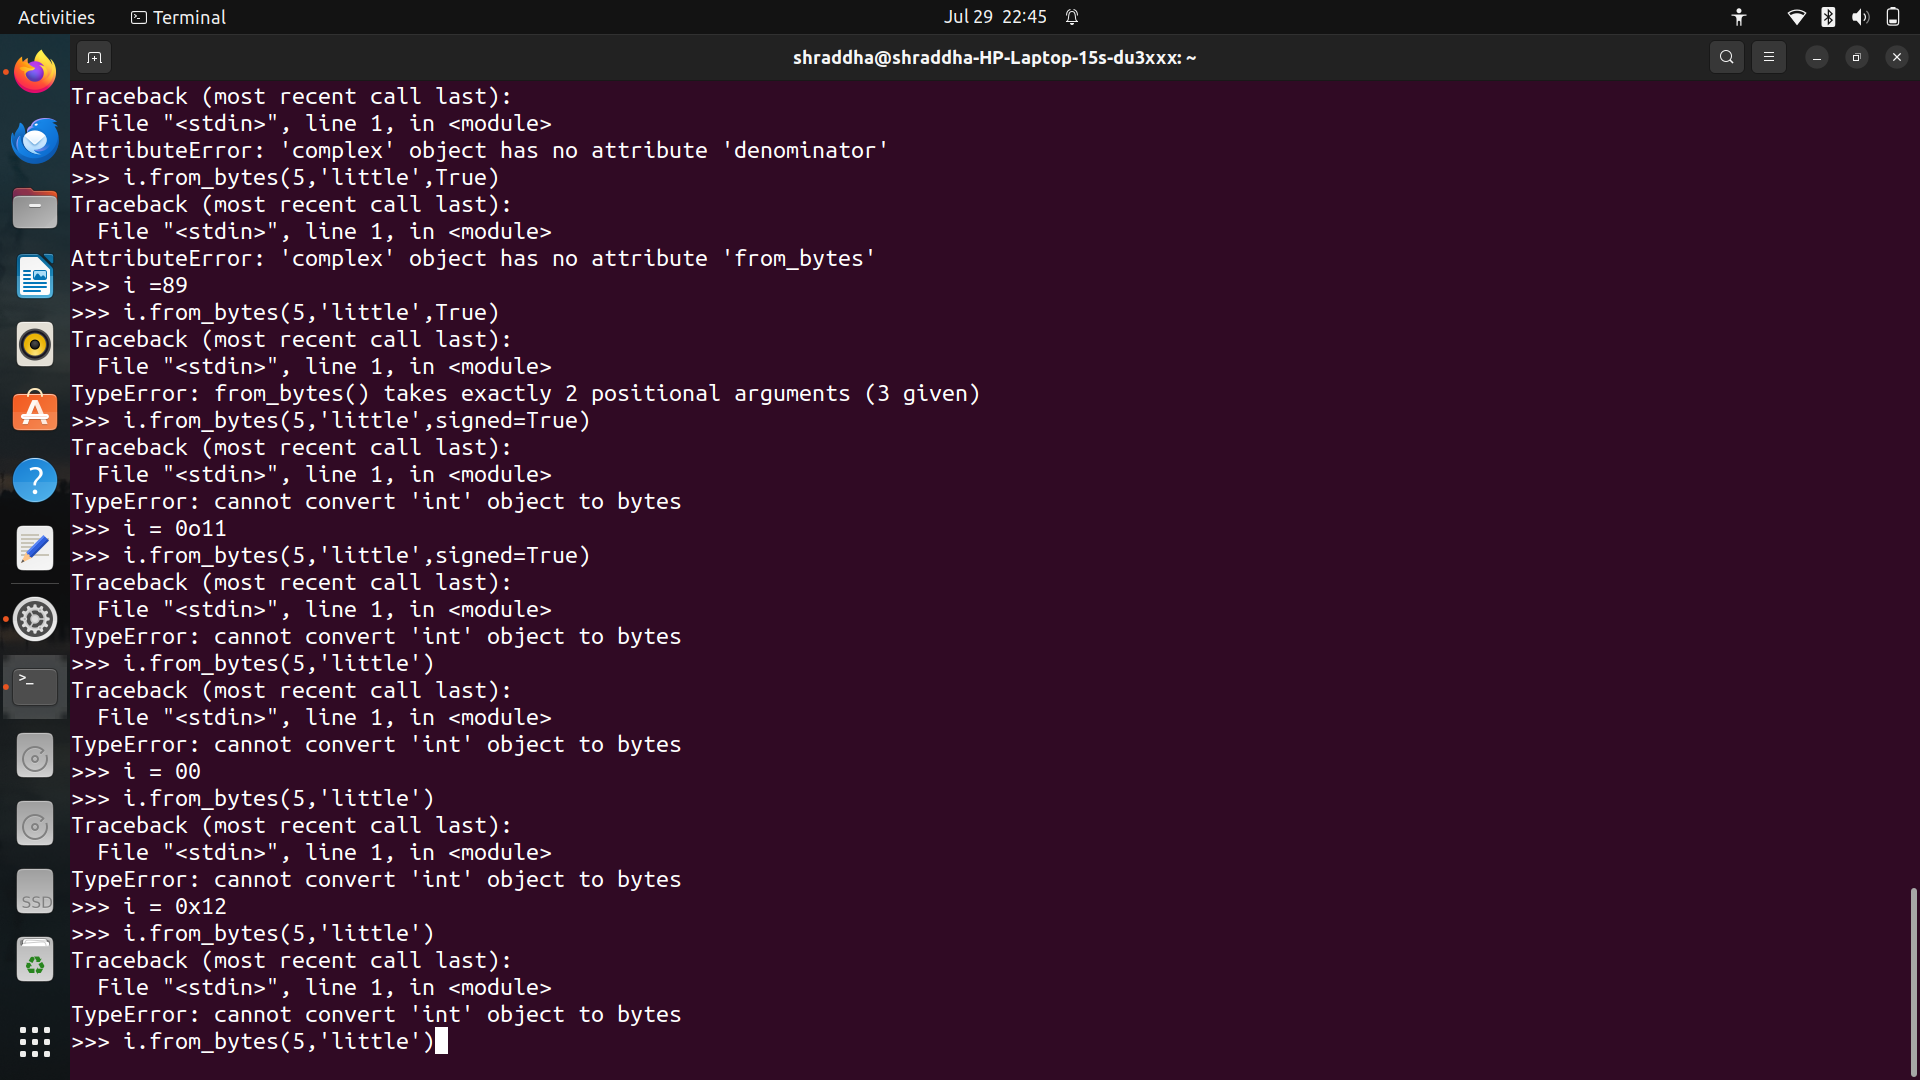 Activities Terminal Jul 29 22:45
shraddha@shraddha-HP-Laptop-15s-du3xxx: ~
Traceback (most recent call last):
  File "<stdin>", line 1, in <module>
AttributeError: 'complex' object has no attribute 'denominator'
>>> i.from_bytes(5,'little',True)
Traceback (most recent call last):
  File "<stdin>", line 1, in <module>
AttributeError: 'complex' object has no attribute 'from_bytes'
>>> i =89
>>> i.from_bytes(5,'little',True)
Traceback (most recent call last):
  File "<stdin>", line 1, in <module>
TypeError: from_bytes() takes exactly 2 positional arguments (3 given)
>>> i.from_bytes(5,'little',signed=True)
Traceback (most recent call last):
  File "<stdin>", line 1, in <module>
TypeError: cannot convert 'int' object to bytes
>>> i = 0o11
>>> i.from_bytes(5,'little',signed=True)
Traceback (most recent call last):
  File "<stdin>", line 1, in <module>
TypeError: cannot convert 'int' object to bytes
>>> i.from_bytes(5,'little')
Traceback (most recent call last):
  File "<stdin>", line 1, in <module>
TypeError: cannot convert 'int' object to bytes
>>> i = 00
>>> i.from_bytes(5,'little')
Traceback (most recent call last):
  File "<stdin>", line 1, in <module>
TypeError: cannot convert 'int' object to bytes
>>> i = 0x12
>>> i.from_bytes(5,'little')
Traceback (most recent call last):
  File "<stdin>", line 1, in <module>
TypeError: cannot convert 'int' object to bytes
>>> i.from_bytes(5,'little')
SSD